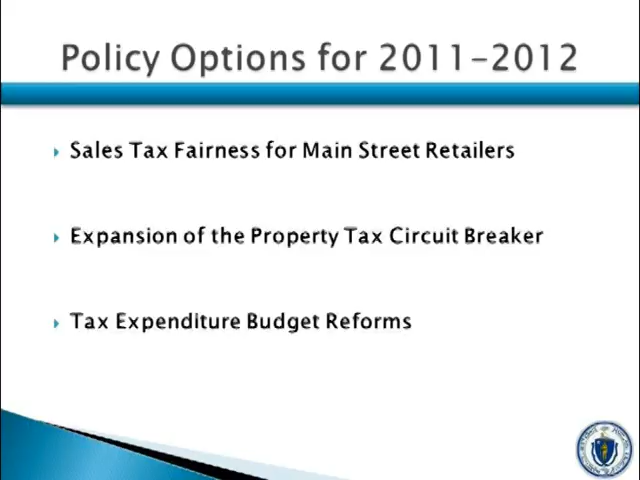 Policy Options for 2011-2012
Sales Tax Fairness for Main Street Retailers
Expansion of the Property Tax Circuit Breaker
Tax Expenditure Budget Reforms